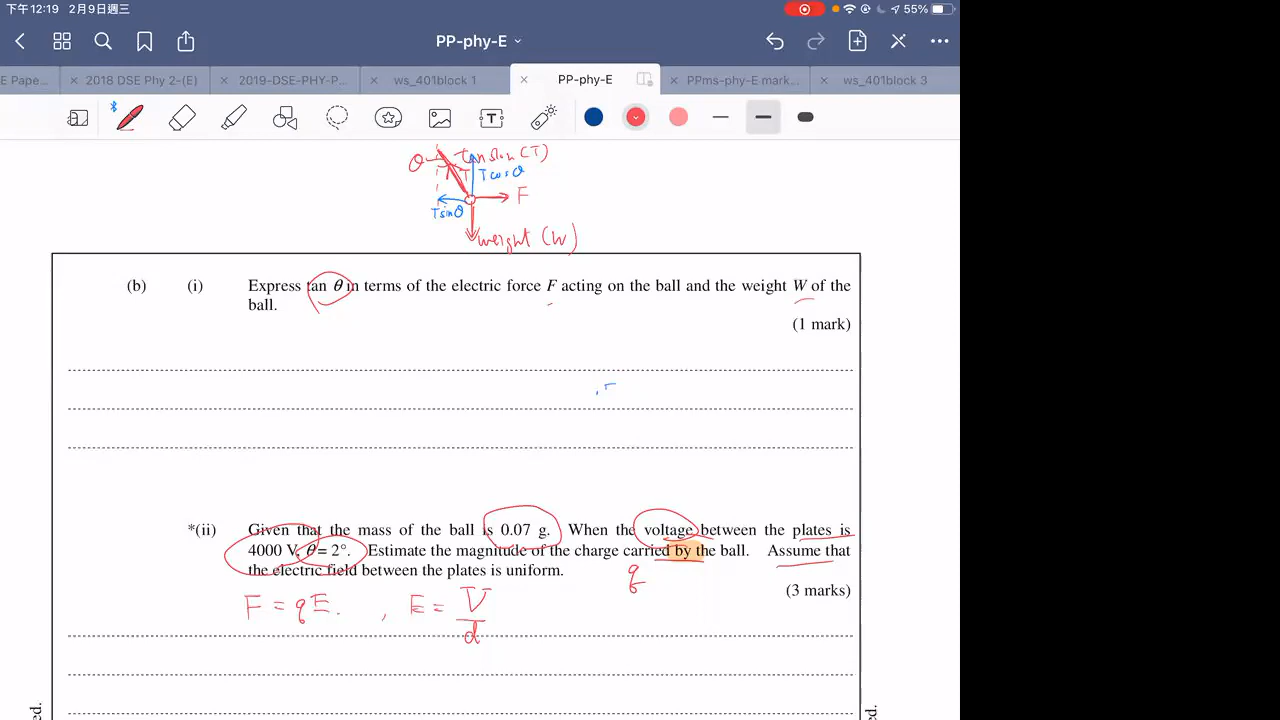 下午12:19 2月9日週三 55%
PP-phy-E
E Pape... 2018 DSE Phy 2-(E) 2019-DSE-PHY-P... ws_401block 1 PP-phy-E PPms-phy-E mark... ws_401block 3
θ Tension (T)
T T cos θ
F
T sin θ
weight (W)
(b) (i) Express tan θ in terms of the electric force F acting on the ball and the weight W of the
ball.
(1 mark)
*(ii) Given that the mass of the ball is 0.07 g. When the voltage between the plates is
4000 V, θ = 2°. Estimate the magnitude of the charge carried by the ball. Assume that
the electric field between the plates is uniform.
q
(3 marks)
F = qE. , E = V/d